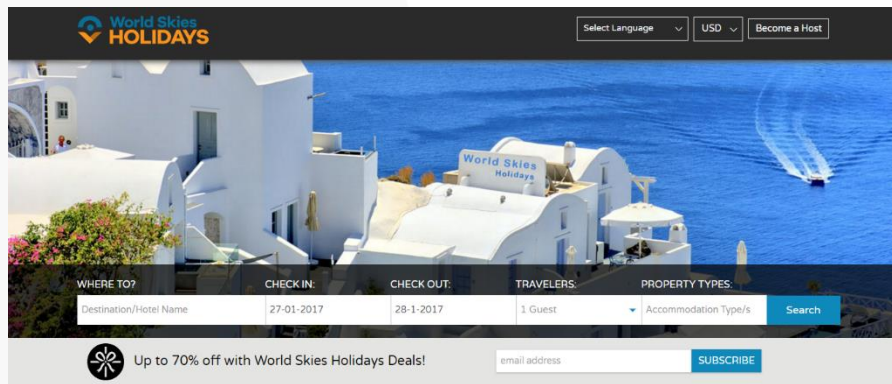 World Skies
HOLIDAYS
Select Language
USD
Become a Host
World Skies
Holidays
WHERE TO?
CHECK IN:
CHECK OUT:
TRAVELERS:
PROPERTY TYPES:
Destination/Hotel Name
27-01-2017
28-1-2017
1 Guest
Accommodation Type/s
Search
Up to 70% off with World Skies Holidays Deals!
email address
SUBSCRIBE